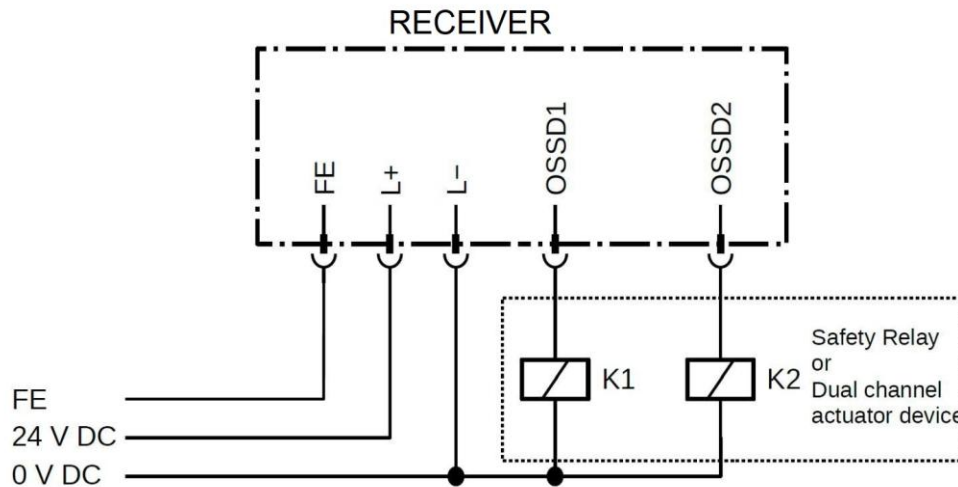 RECEIVER
FE
L+
L−
OSSD1
OSSD2
Safety Relay
or
Dual channel
actuator device
K1
K2
FE
24 V DC
0 V DC